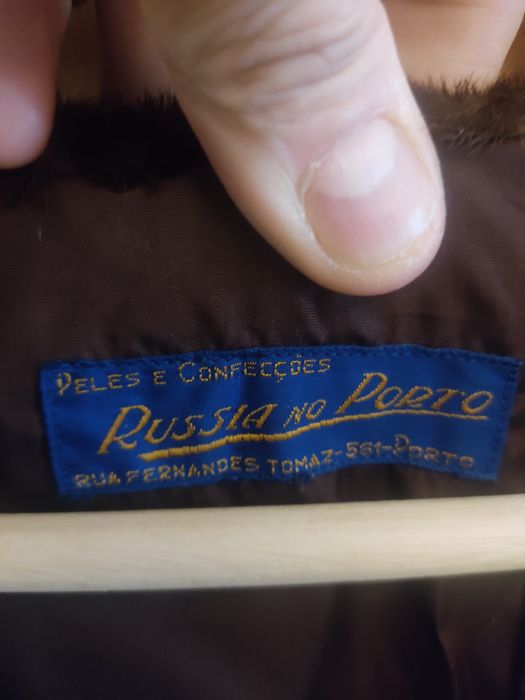 PELES E CONFECÇÕES
RUSSIA NO PORTO
RUA FERNANDES TOMAZ-561-PORTO